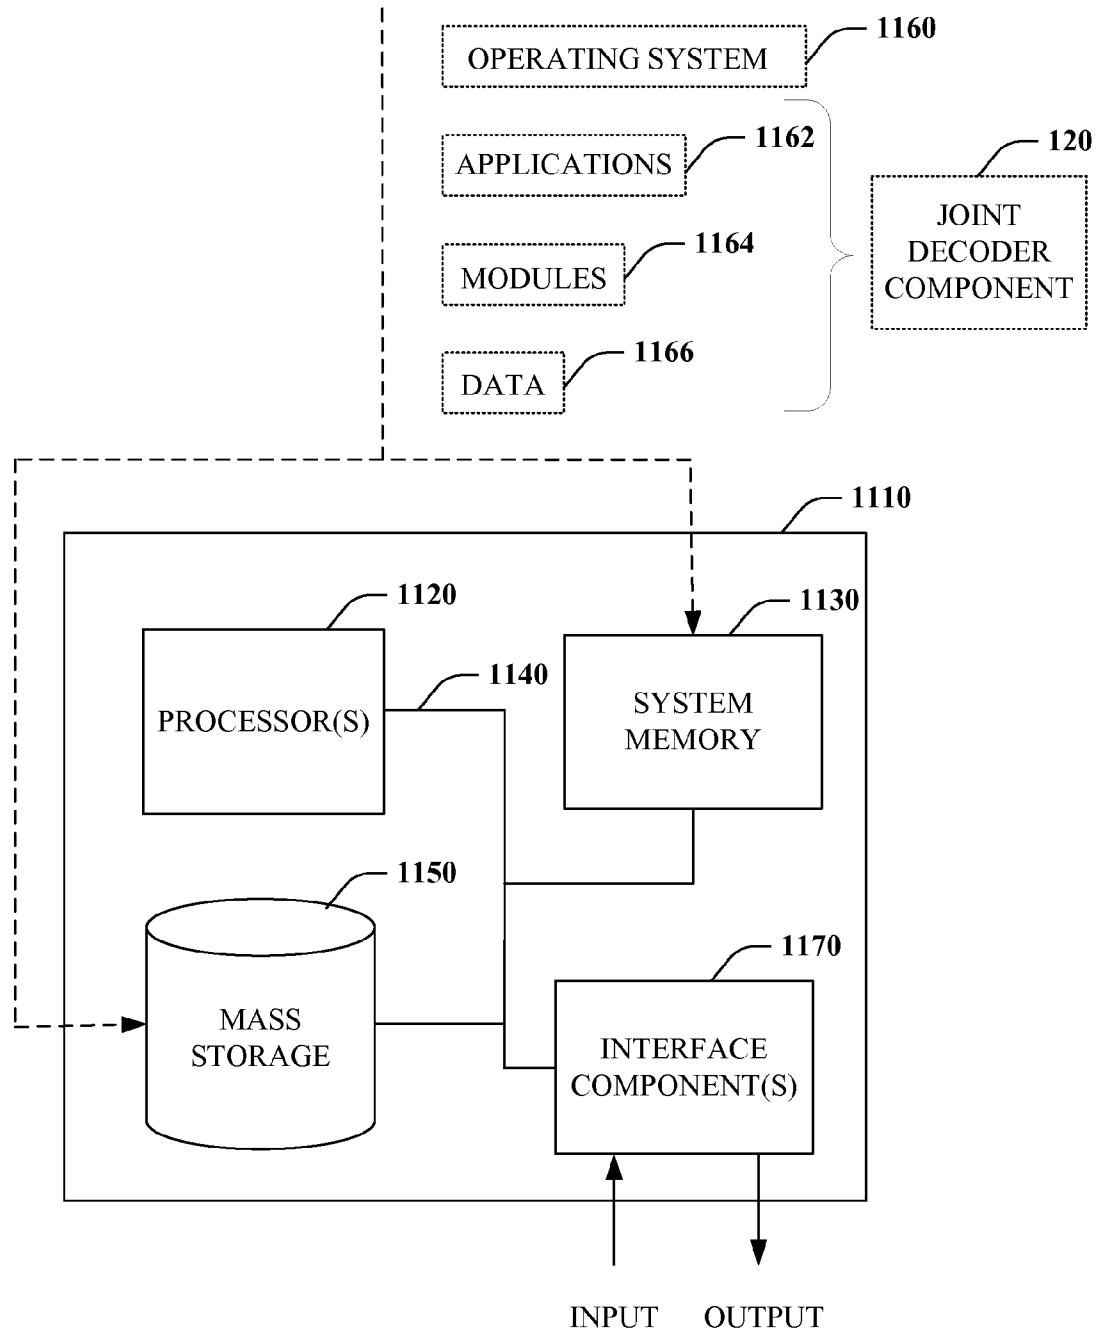 1160
OPERATING SYSTEM
1162
APPLICATIONS
120
JOINT
DECODER
COMPONENT
1164
MODULES
1166
DATA
1110
1120
PROCESSOR(S)
1130
SYSTEM
MEMORY
1140
1150
MASS
STORAGE
1170
INTERFACE
COMPONENT(S)
INPUT
OUTPUT